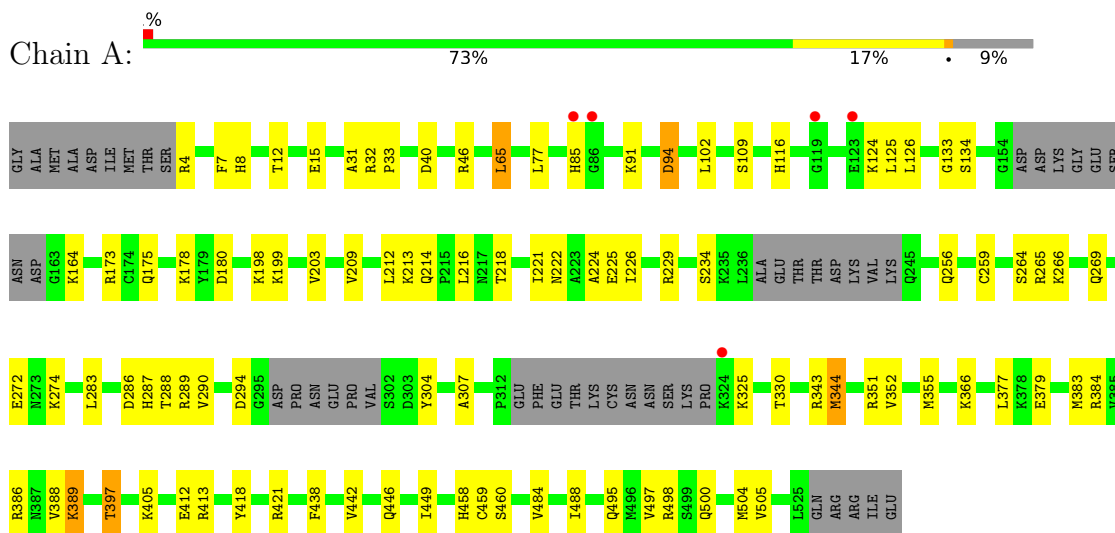 %
Chain A:
73% 17% • 9%
GLY ALA MET ALA ASP ILE MET THR SER R4 F7 H8 T12 E15 A31 R32 P33 D40 R46 L65 L77 H85 G86 K91 D94 L102 S109 H116 G119 E123 K124 L125 L126 G133 S134 G154 ASP ASP LYS GLY GLU SER
ASN ASP G163 K164 R173 C174 Q175 K178 Y179 D180 K198 K199 V203 V209 L212 K213 Q214 P215 L216 N217 T218 I221 N222 A223 A224 E225 I226 R229 S234 K235 L236 ALA GLU THR THR ASP LYS VAL LYS Q245 Q256 C259 S264 R265 K266 Q269
E272 N273 K274 L283 D286 H287 T288 R289 V290 D294 G295 ASP PRO ASN GLU PRO VAL S302 D303 Y304 A307 P312 GLU PHE GLU THR LYS CYS ASN ASN SER LYS PRO K324 K325 T330 R343 M344 R351 V352 M355 K366 L377 K378 E379 M383 R384 V385
R386 N387 V388 K389 T397 K405 E412 R413 Y418 R421 F438 V442 Q446 I449 H458 C459 S460 V484 I488 Q495 M496 V497 R498 S499 Q500 M504 V505 L525 GLN ARG ARG ILE GLU